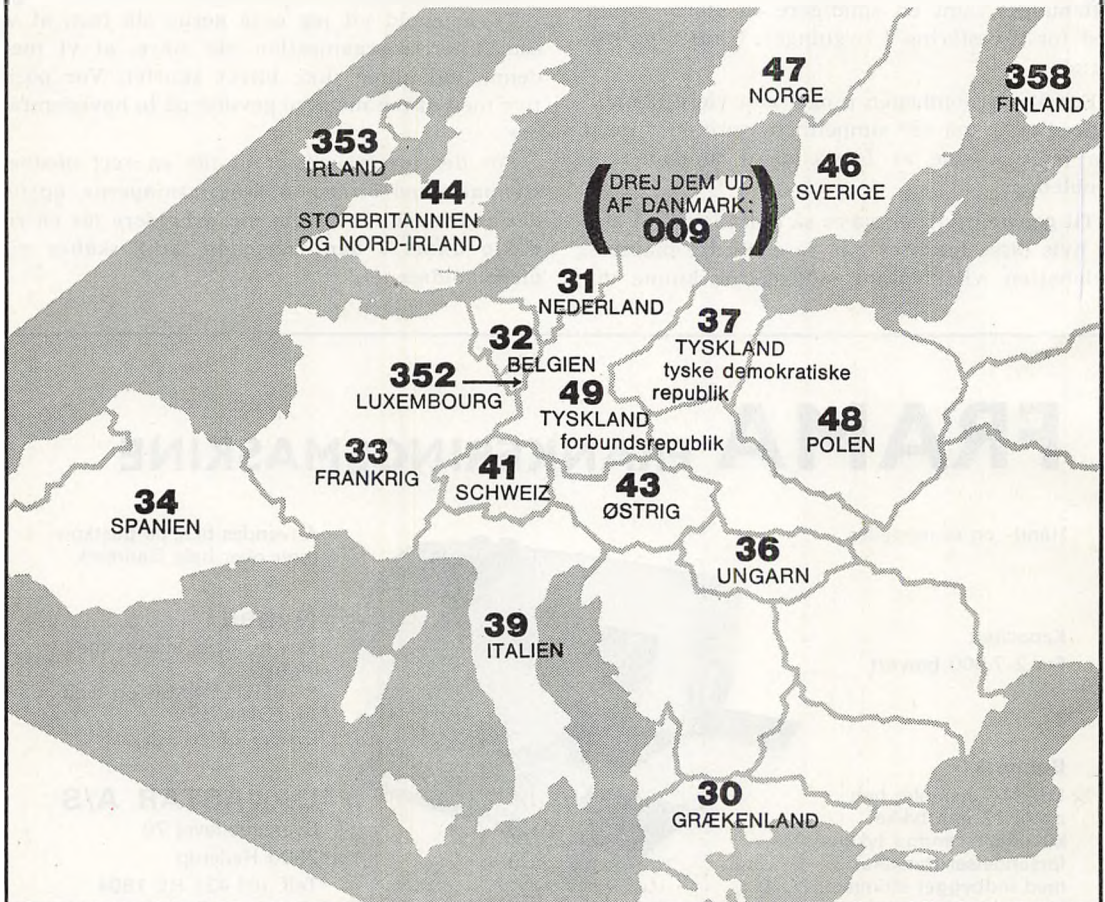 47
NORGE
358
FINLAND
353
IRLAND
44
STORBRITANNIEN
OG NORD-IRLAND
(DREJ DEM UD
AF DANMARK:
009)
46
SVERIGE
31
NEDERLAND
32
BELGIEN
352
LUXEMBOURG
37
TYSKLAND
tyske demokratiske
republik
49
TYSKLAND
forbundsrepublik
48
POLEN
33
FRANKRIG
41
SCHWEIZ
43
ØSTRIG
34
SPANIEN
36
UNGARN
39
ITALIEN
30
GRÆKENLAND